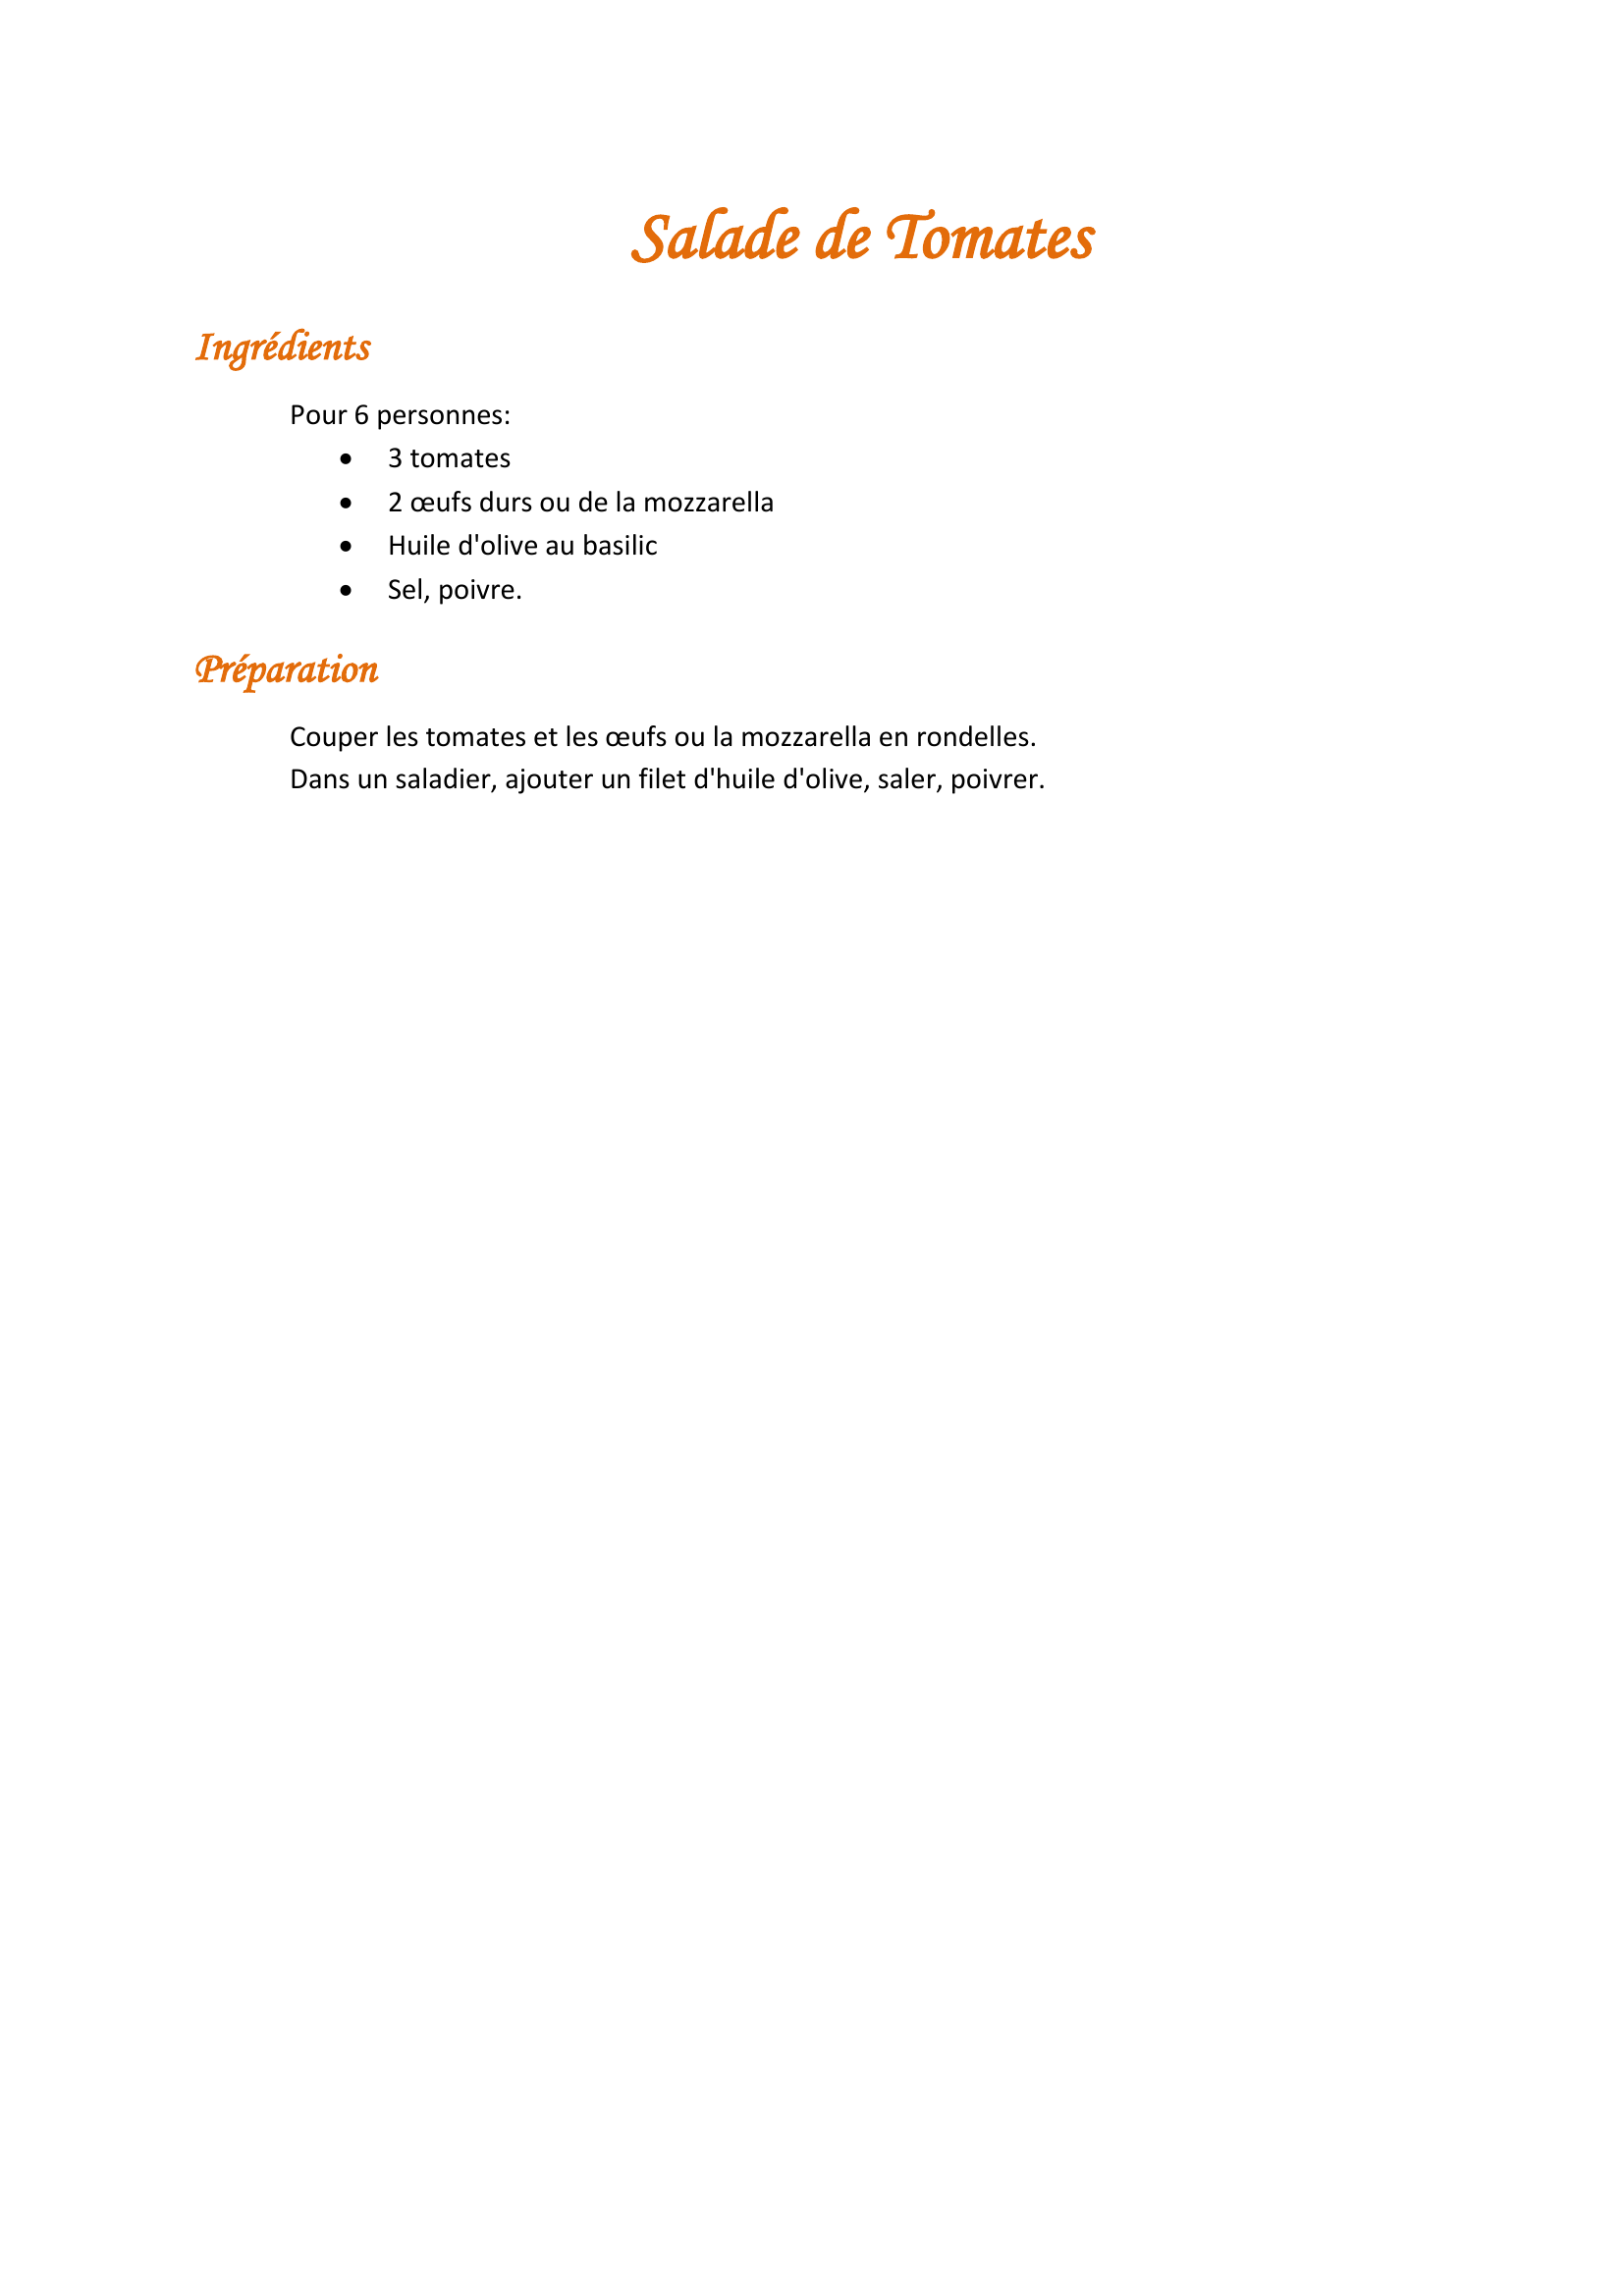 Salade de Tomates
Ingrédients
Pour 6 personnes:
• 3 tomates
• 2 œufs durs ou de la mozzarella
• Huile d'olive au basilic
• Sel, poivre.
Préparation
Couper les tomates et les œufs ou la mozzarella en rondelles.
Dans un saladier, ajouter un filet d'huile d'olive, saler, poivrer.